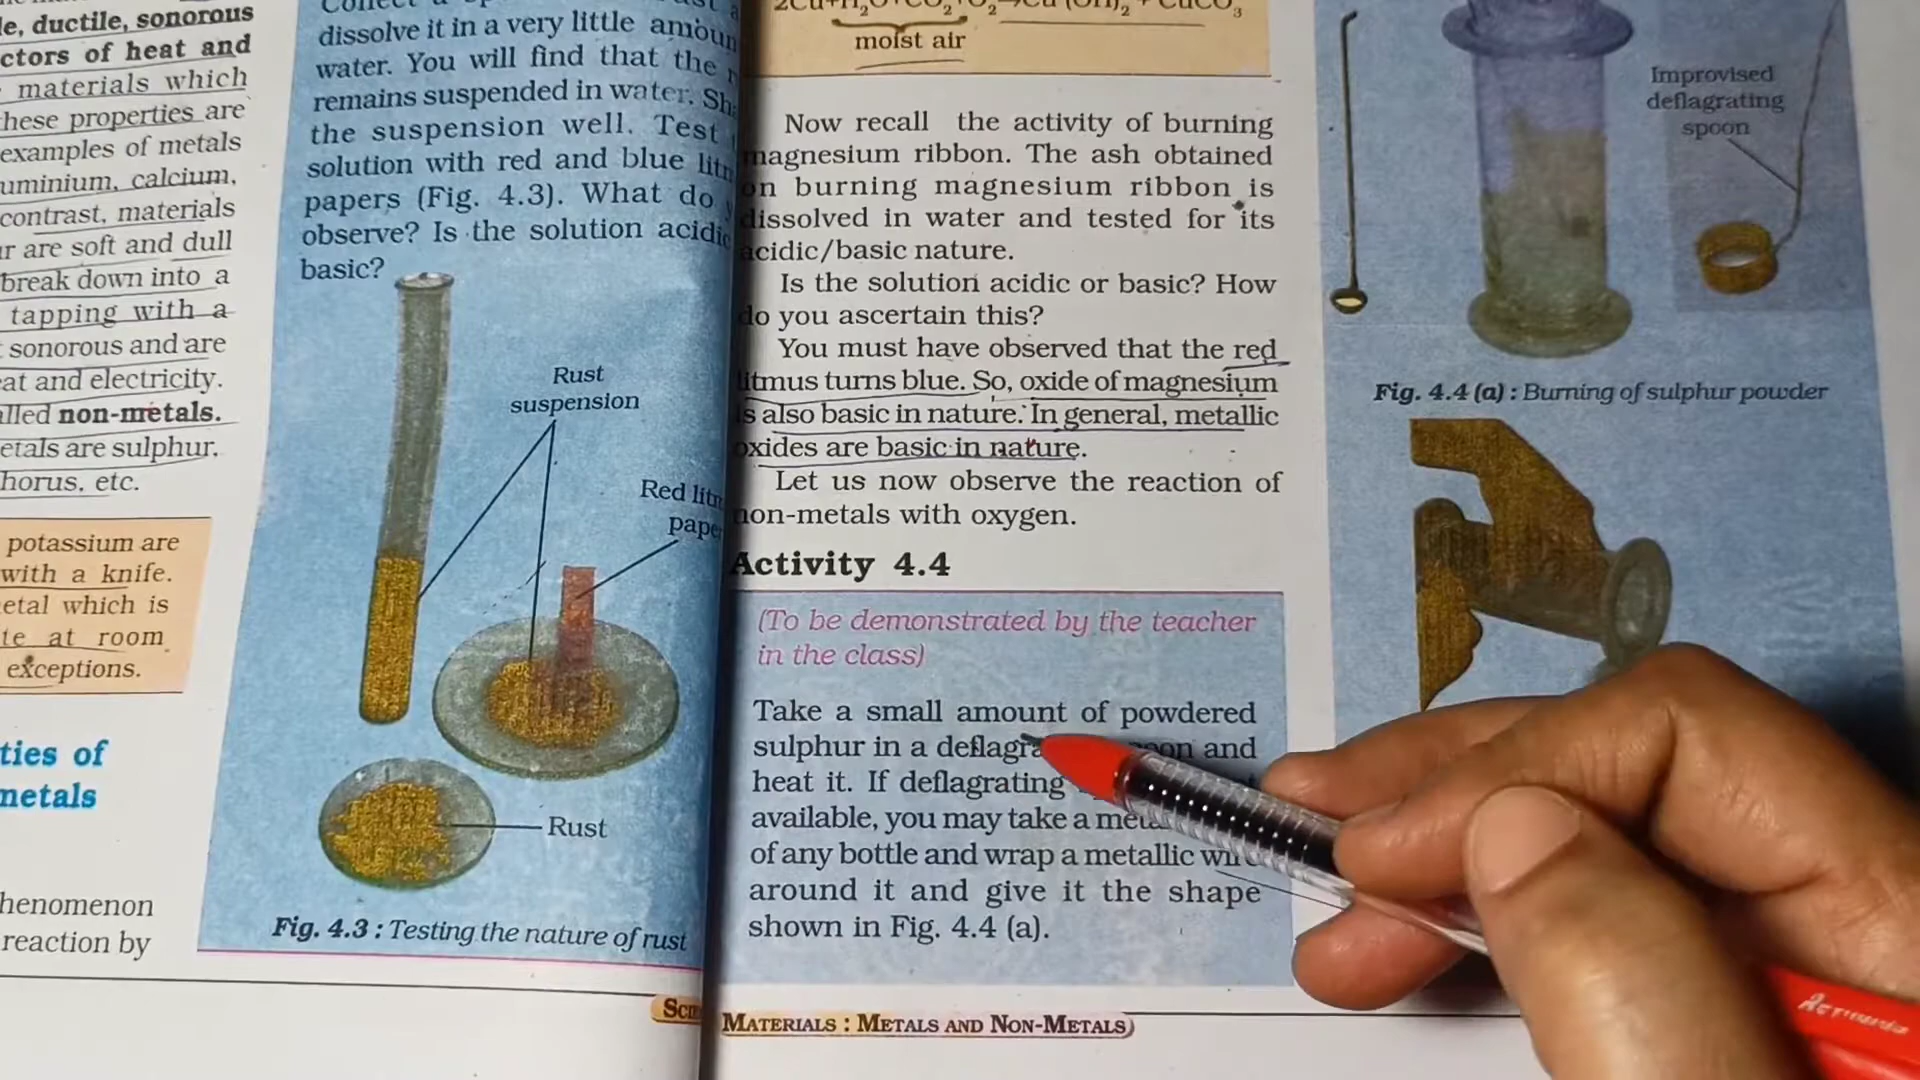 le, ductile, sonorous
ctors of heat and
materials which
hese properties are
examples of metals
uminium, calcium,
contrast, materials
ur are soft and dull
break down into a
tapping with a
sonorous and are
eat and electricity.
alled non-metals.
etals are sulphur,
horus, etc.
potassium are
with a knife.
etal which is
te at room
exceptions.
ties of
metals
henomenon
reaction by
dissolve it in a very little amoun
water. You will find that the r
remains suspended in water. Sha
the suspension well. Test
solution with red and blue litm
papers (Fig. 4.3). What do y
observe? Is the solution acidic
basic?
Rust
suspension
Red litm
pape
Rust
Fig. 4.3 : Testing the nature of rust
SCI
moist air
Now recall the activity of burning
magnesium ribbon. The ash obtained
on burning magnesium ribbon is
dissolved in water and tested for its
acidic/basic nature.
Is the solution acidic or basic? How
do you ascertain this?
You must have observed that the red
litmus turns blue. So, oxide of magnesium
is also basic in nature. In general, metallic
oxides are basic in nature.
Let us now observe the reaction of
non-metals with oxygen.
Activity 4.4
(To be demonstrated by the teacher
in the class)
Take a small amount of powdered
sulphur in a deflagra oon and
heat it. If deflagrating
available, you may take a meta
of any bottle and wrap a metallic wire
around it and give it the shape
shown in Fig. 4.4 (a).
MATERIALS : METALS AND NON-METALS
Improvised
deflagrating
spoon
Fig. 4.4 (a) : Burning of sulphur powder